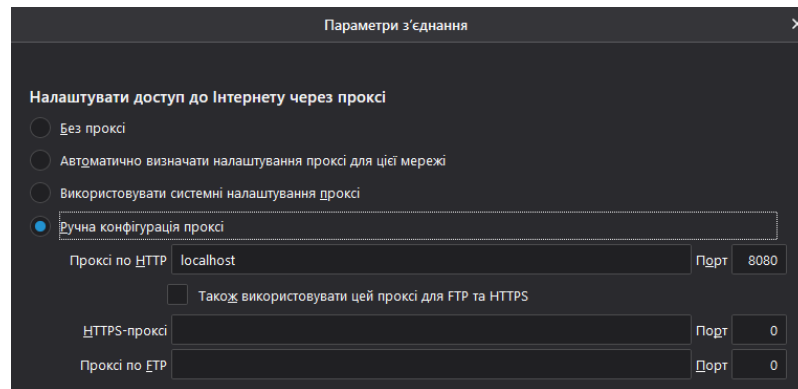 Параметри з’єднання
Налаштувати доступ до Інтернету через проксі
Без проксі
Автоматично визначати налаштування проксі для цієї мережі
Використовувати системні налаштування проксі
Ручна конфігурація проксі
Проксі по HTTP localhost Порт 8080
Також використовувати цей проксі для FTP та HTTPS
HTTPS-проксі Порт 0
Проксі по FTP Порт 0